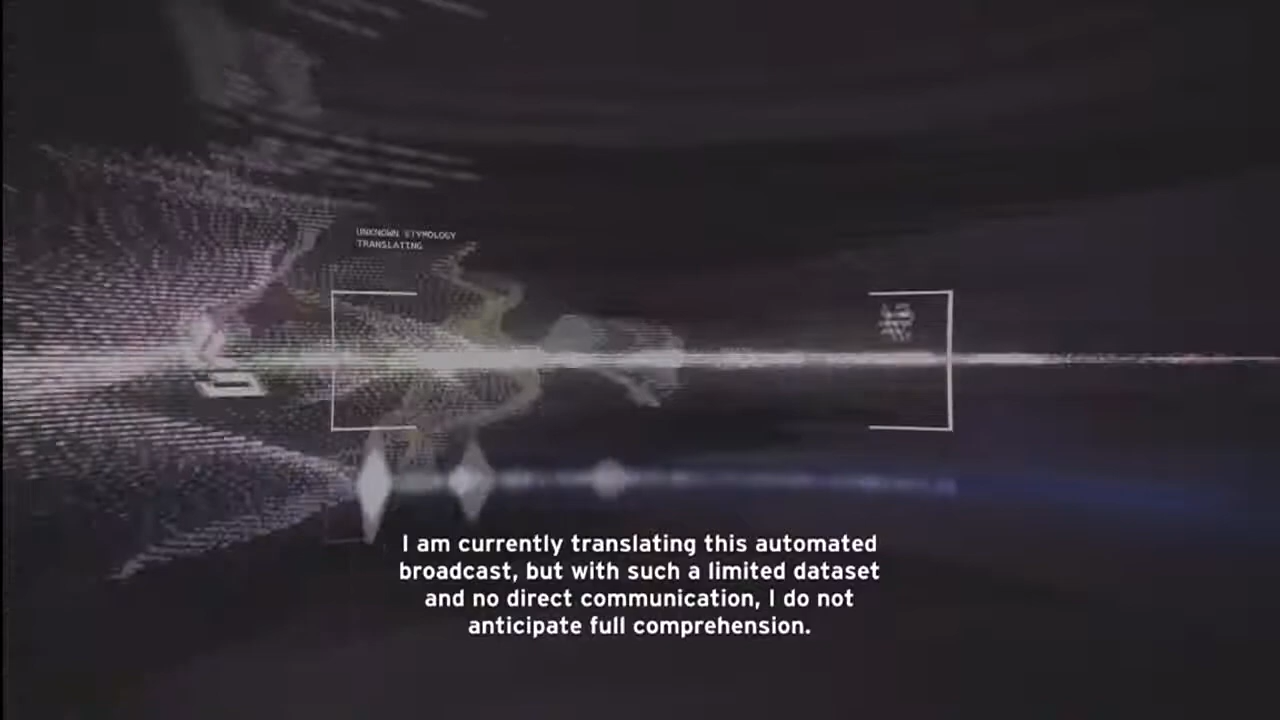 UNKNOWN ETYMOLOGY
TRANSLATING
I am currently translating this automated
broadcast, but with such a limited dataset
and no direct communication, I do not
anticipate full comprehension.